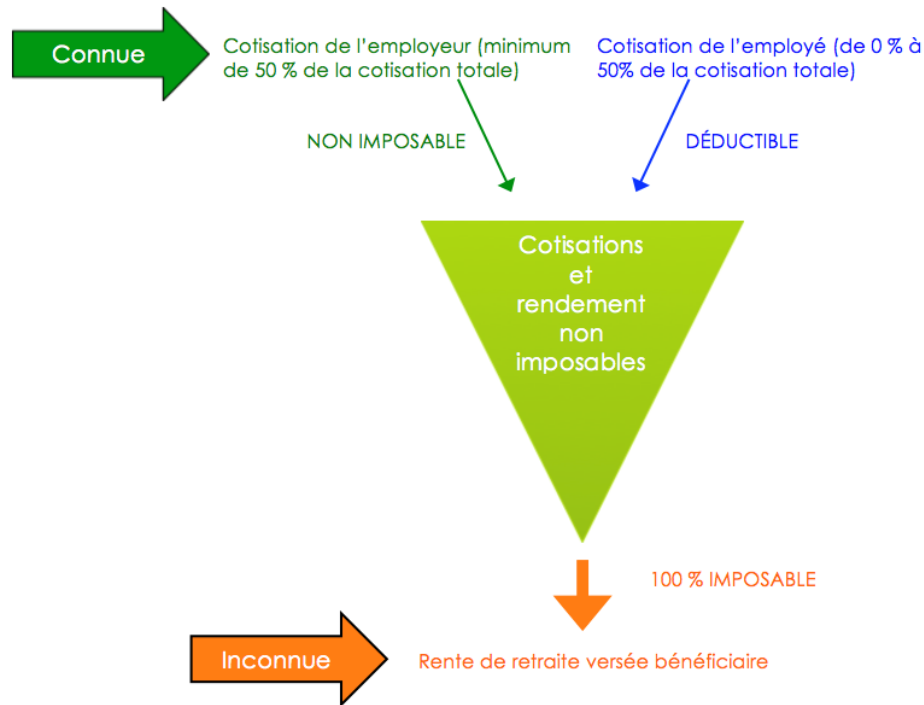 Connue
Cotisation de l'employeur (minimum
de 50 % de la cotisation totale)
Cotisation de l'employé (de 0 % à
50% de la cotisation totale)
NON IMPOSABLE
DÉDUCTIBLE
Cotisations
et
rendement
non
imposables
100 % IMPOSABLE
Inconnue
Rente de retraite versée bénéficiaire